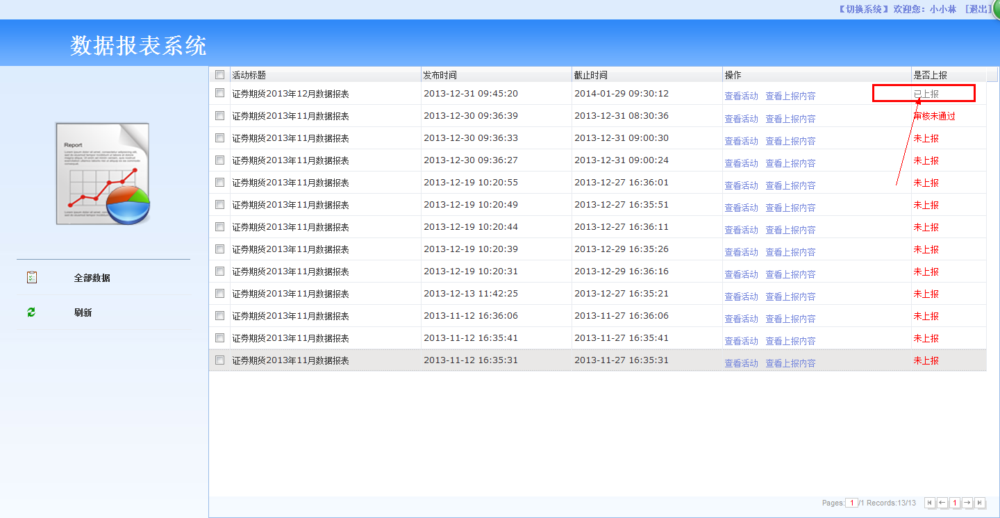 【切换系统】 欢迎您：小小林 [退出]
数据报表系统
Report
全部数据
刷新
活动标题 发布时间 截止时间 操作 是否上报
证券期货2013年12月数据报表 2013-12-31 09:45:20 2014-01-29 09:30:12 查看活动 查看上报内容 已上报
证券期货2013年11月数据报表 2013-12-30 09:36:39 2013-12-31 08:30:36 查看活动 查看上报内容 审核未通过
证券期货2013年11月数据报表 2013-12-30 09:36:33 2013-12-31 09:00:30 查看活动 查看上报内容 未上报
证券期货2013年11月数据报表 2013-12-30 09:36:27 2013-12-31 09:00:24 查看活动 查看上报内容 未上报
证券期货2013年11月数据报表 2013-12-19 10:20:55 2013-12-27 16:36:01 查看活动 查看上报内容 未上报
证券期货2013年11月数据报表 2013-12-19 10:20:49 2013-12-27 16:35:51 查看活动 查看上报内容 未上报
证券期货2013年11月数据报表 2013-12-19 10:20:44 2013-12-27 16:36:11 查看活动 查看上报内容 未上报
证券期货2013年11月数据报表 2013-12-19 10:20:39 2013-12-29 16:35:26 查看活动 查看上报内容 未上报
证券期货2013年11月数据报表 2013-12-19 10:20:31 2013-12-29 16:36:16 查看活动 查看上报内容 未上报
证券期货2013年11月数据报表 2013-12-13 11:42:25 2013-12-27 16:35:21 查看活动 查看上报内容 未上报
证券期货2013年11月数据报表 2013-11-12 16:36:06 2013-11-27 16:36:06 查看活动 查看上报内容 未上报
证券期货2013年11月数据报表 2013-11-12 16:35:41 2013-11-27 16:35:41 查看活动 查看上报内容 未上报
证券期货2013年11月数据报表 2013-11-12 16:35:31 2013-11-27 16:35:31 查看活动 查看上报内容 未上报
Pages: 1 /1 Records:13/13 1